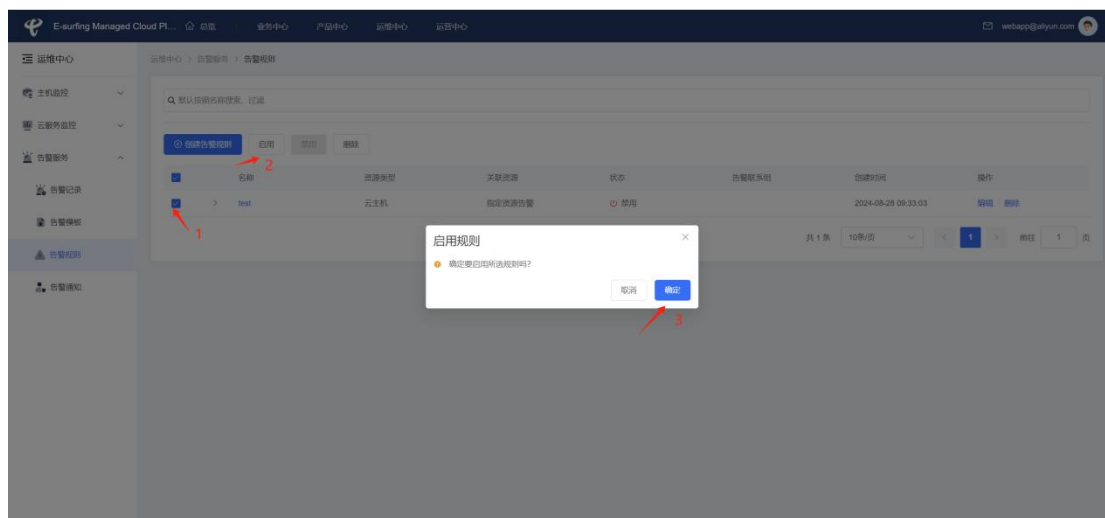 E-surfing Managed Cloud Pl... 总览 业务中心 产品中心 运维中心 运营中心 webapp@aliyun.com
运维中心
运维中心 > 告警服务 > 告警规则
主机监控
云服务监控
告警服务
告警记录
告警模板
告警规则
告警通知
默认按照名称搜索、过滤
创建告警规则 启用 禁用 删除
2
名称 资源类型 关联资源 状态 告警联系组 创建时间 操作
test 云主机 指定资源告警 禁用 2024-08-28 09:33:03 编辑 删除
1
共 1 条 10条/页 < 1 > 前往 1 页
启用规则
确定要启用所选规则吗?
取消 确定
3